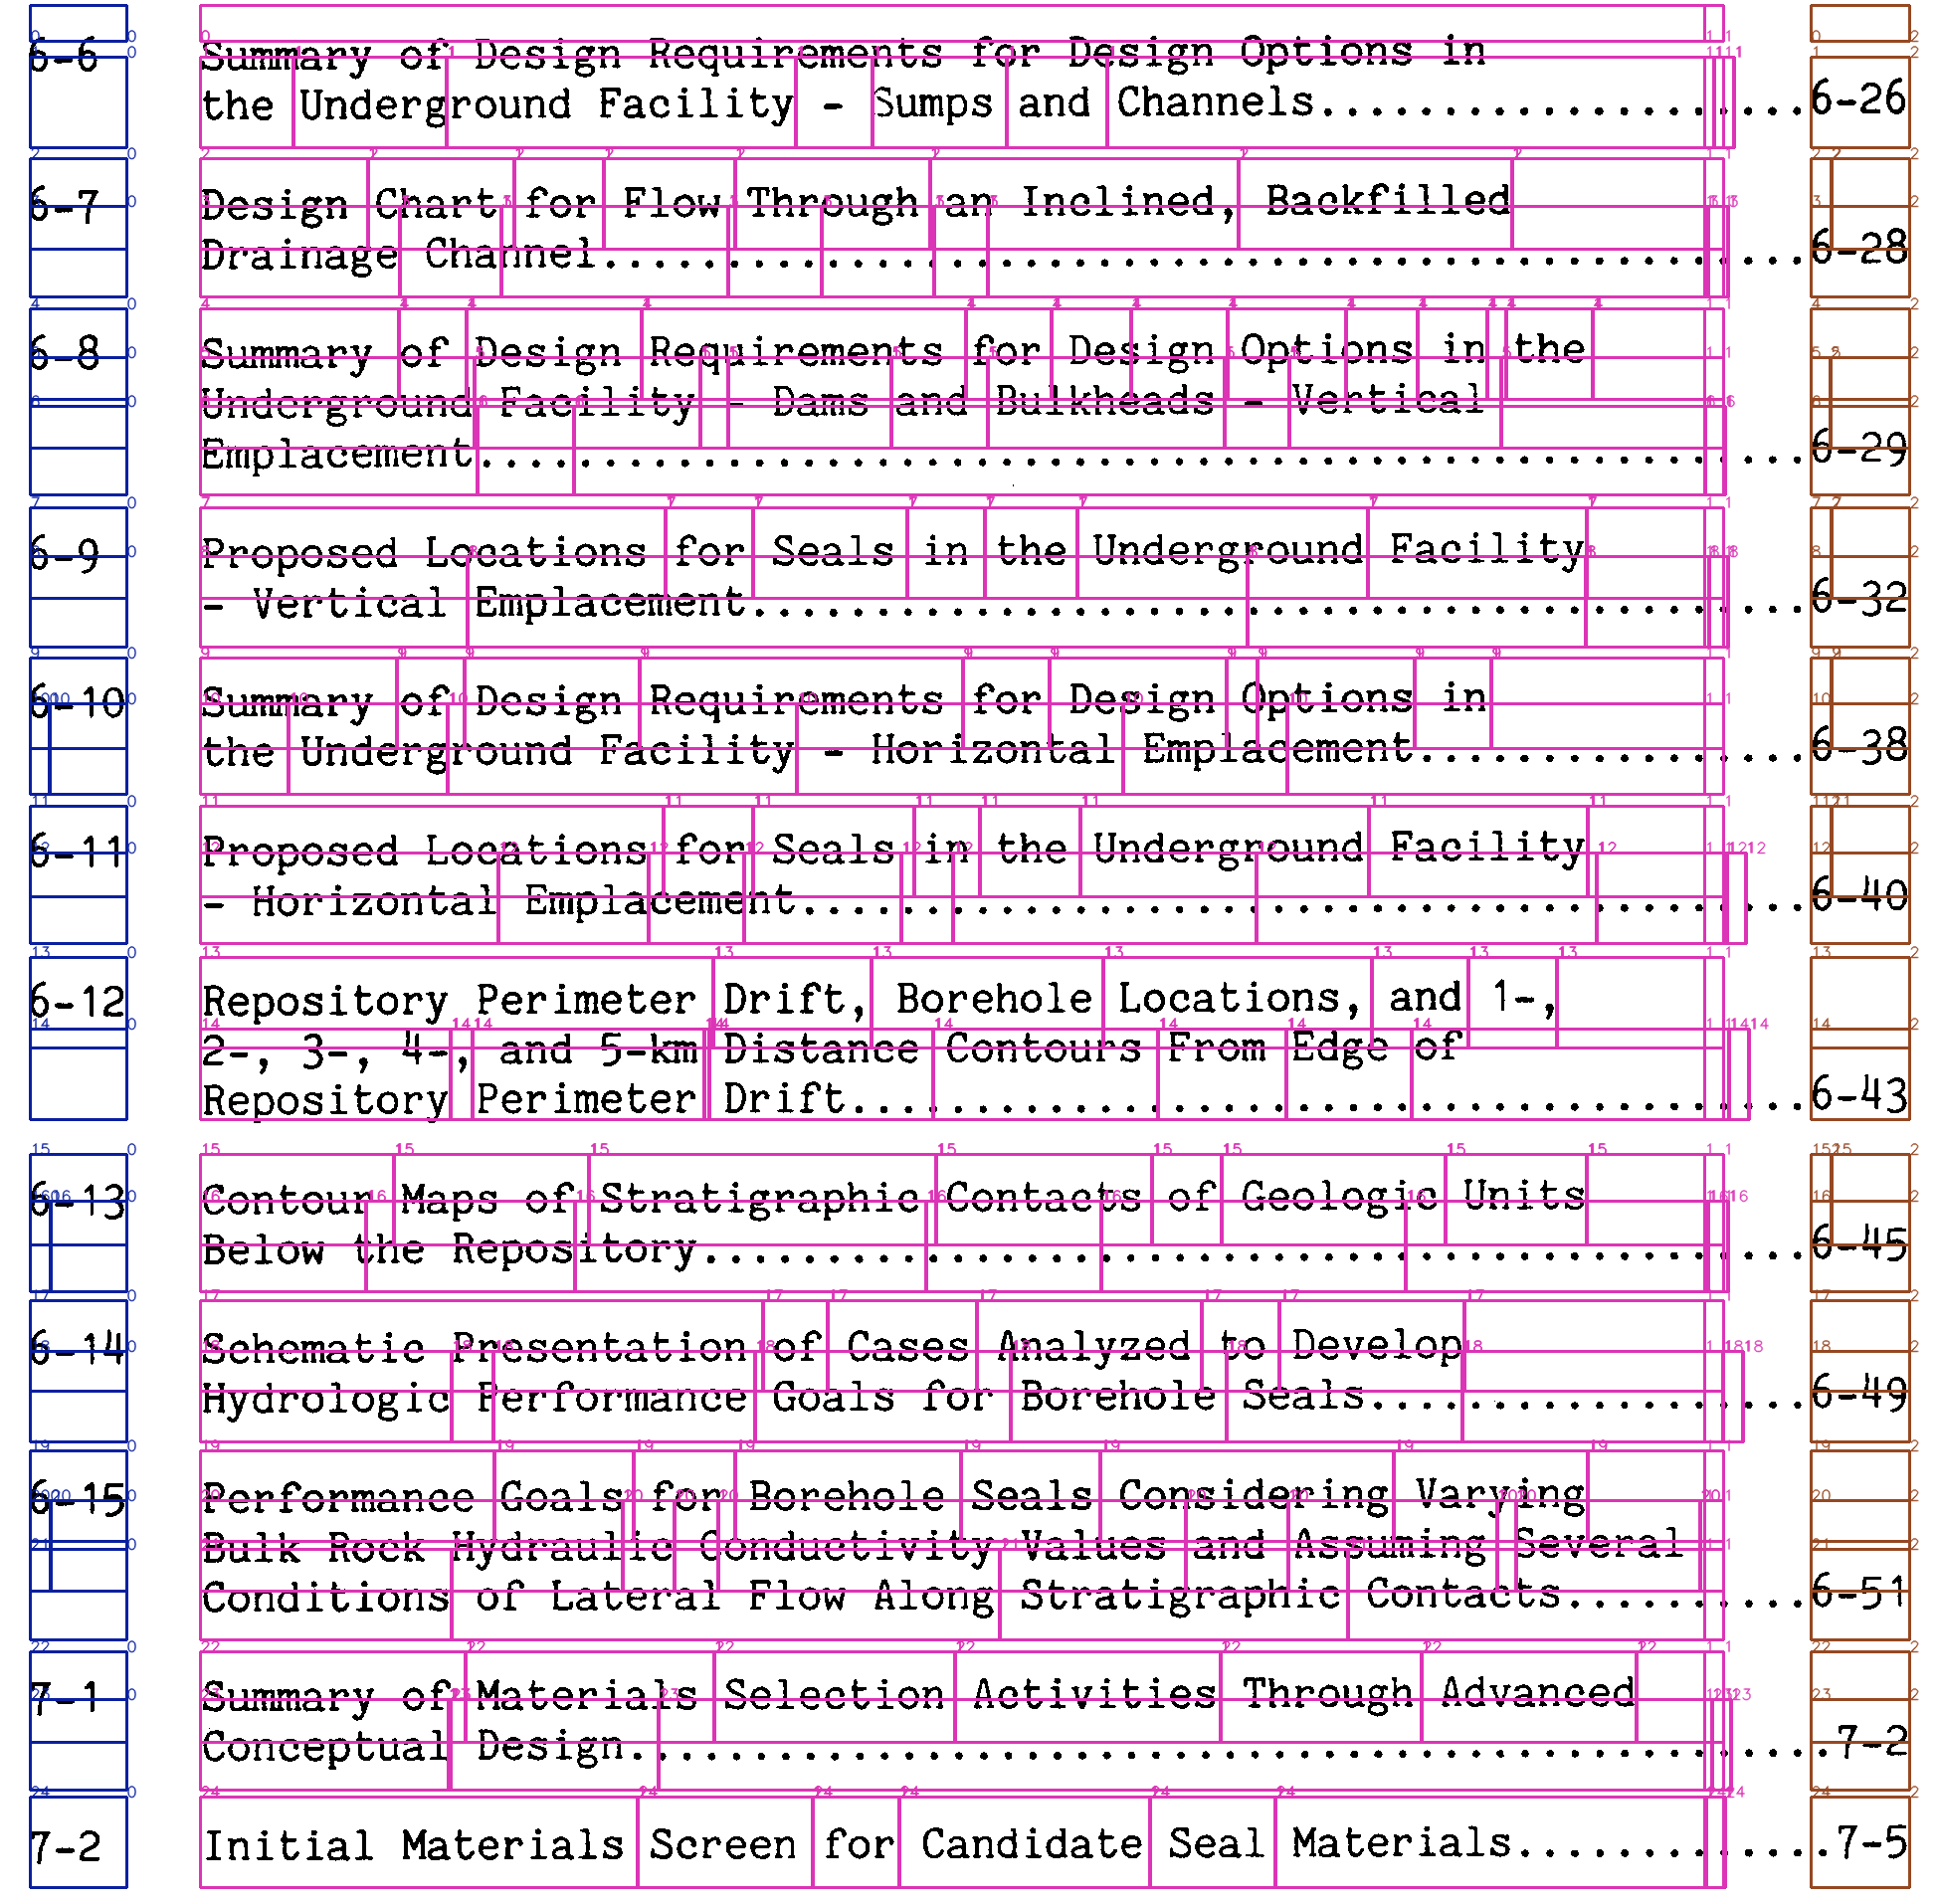 6-6 Summary of Design Requirements for Design Options in
the Underground Facility - Sumps and Channels....................6-26
6-7 Design Chart for Flow Through an Inclined, Backfilled
Drainage Channel.................................................6-28
6-8 Summary of Design Requirements for Design Options in the
Underground Facility - Dams and Bulkheads - Vertical
Emplacement......................................................6-29
6-9 Proposed Locations for Seals in the Underground Facility
- Vertical Emplacement...........................................6-32
6-10 Summary of Design Requirements for Design Options in
the Underground Facility - Horizontal Emplacement................6-38
6-11 Proposed Locations for Seals in the Underground Facility
- Horizontal Emplacement.........................................6-40
6-12 Repository Perimeter Drift, Borehole Locations, and 1-,
2-, 3-, 4-, and 5-km Distance Contours From Edge of
Repository Perimeter Drift.......................................6-43
6-13 Contour Maps of Stratigraphic Contacts of Geologic Units
Below the Repository.............................................6-45
6-14 Schematic Presentation of Cases Analyzed to Develop
Hydrologic Performance Goals for Borehole Seals..................6-49
6-15 Performance Goals for Borehole Seals Considering Varying
Bulk Rock Hydraulic Conductivity Values and Assuming Several
Conditions of Lateral Flow Along Stratigraphic Contacts..........6-51
7-1 Summary of Materials Selection Activities Through Advanced
Conceptual Design.................................................7-2
7-2 Initial Materials Screen for Candidate Seal Materials.............7-5